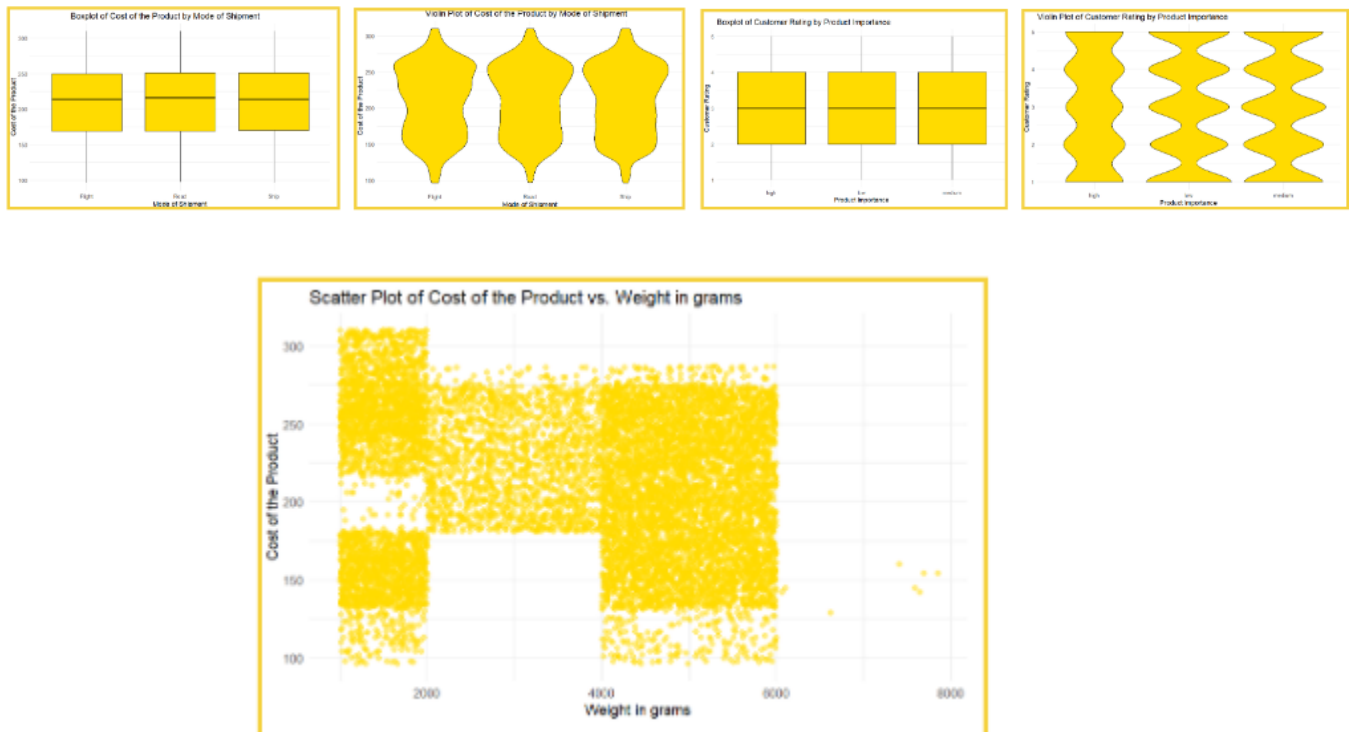 Boxplot of Cost of the Product by Mode of Shipment
Cost of the Product
300
250
200
150
100
Flight
Road
Ship
Mode of Shipment
Violin Plot of Cost of the Product by Mode of Shipment
Cost of the Product
300
250
200
150
100
Flight
Road
Ship
Mode of Shipment
Boxplot of Customer Rating by Product Importance
Customer Rating
4
2
high
low
medium
Product Importance
Violin Plot of Customer Rating by Product Importance
Customer Rating
4
3
2
1
high
low
medium
Product Importance
Scatter Plot of Cost of the Product vs. Weight in grams
Cost of the Product
300
250
200
150
100
2000
4000
6000
8000
Weight in grams